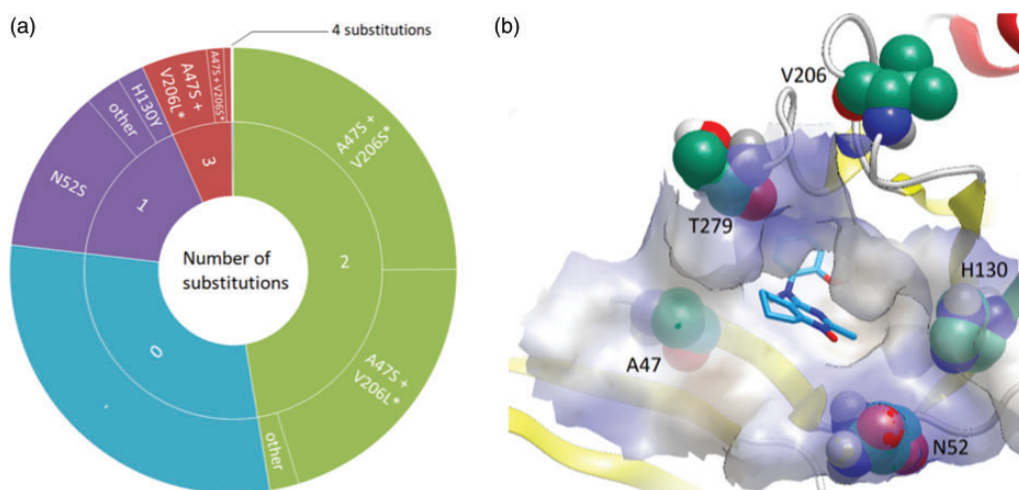 (a)
(b)
4 substitutions
A47S +
V206L*
A47S + V206S*
H130Y
other
N52S
1
3
A47S +
V206S*
2
Number of
substitutions
0
A47S +
V206L*
other
V206
T279
H130
A47
N52